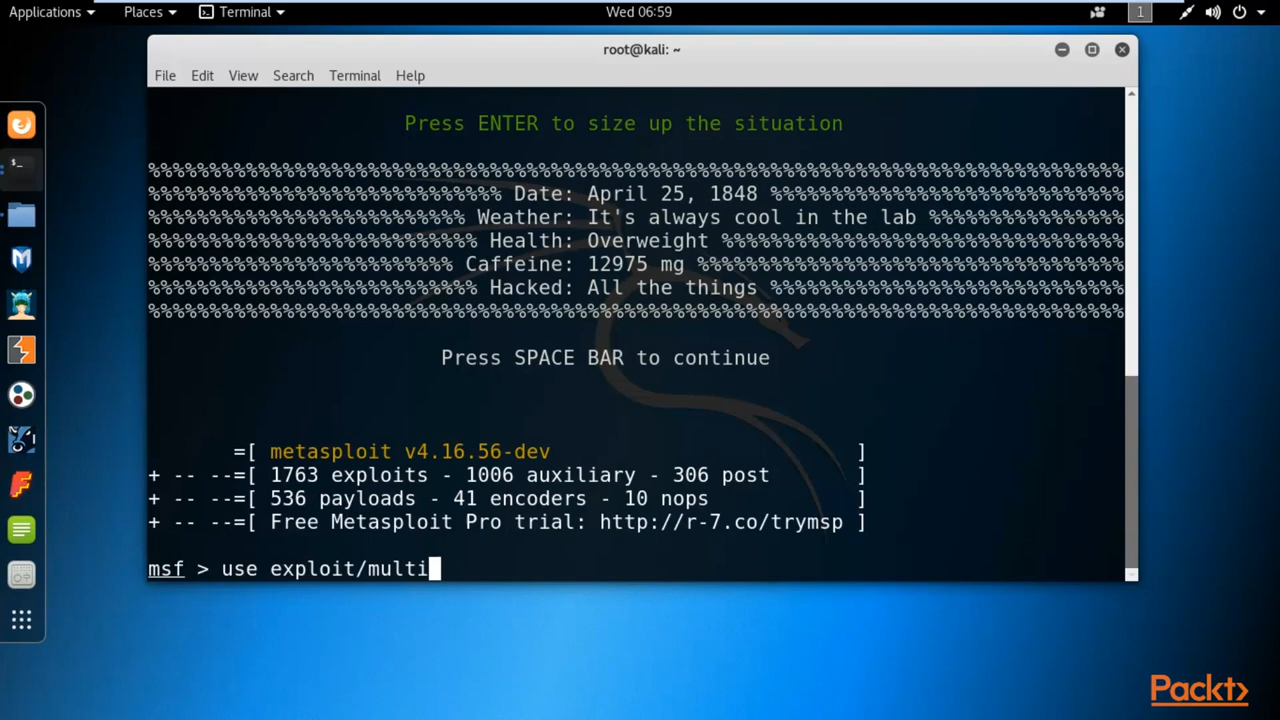 Applications Places Terminal Wed 06:59 1
root@kali: ~
File Edit View Search Terminal Help
Press ENTER to size up the situation
%%%%%%%%%%%%%%%%%%%%%%%%%%%%%%%%%%%%%%%%%%%%%%%%%%%%%%%%%%%%%%%%%%%%%%%%%%%%%%%%%%
%%%%%%%%%%%%%%%%%%%%%%%%%%%%% Date: April 25, 1848 %%%%%%%%%%%%%%%%%%%%%%%%%%%%%
%%%%%%%%%%%%%%%%%%%%%%%%%% Weather: It's always cool in the lab %%%%%%%%%%%%%%%%%
%%%%%%%%%%%%%%%%%%%%%%%%%%% Health: Overweight %%%%%%%%%%%%%%%%%%%%%%%%%%%%%%%%%
%%%%%%%%%%%%%%%%%%%%%%%%% Caffeine: 12975 mg %%%%%%%%%%%%%%%%%%%%%%%%%%%%%%%%%%%
%%%%%%%%%%%%%%%%%%%%%%%%%%% Hacked: All the things %%%%%%%%%%%%%%%%%%%%%%%%%%%%%
%%%%%%%%%%%%%%%%%%%%%%%%%%%%%%%%%%%%%%%%%%%%%%%%%%%%%%%%%%%%%%%%%%%%%%%%%%%%%%%%%%
Press SPACE BAR to continue
=[ metasploit v4.16.56-dev ]
+ -- --=[ 1763 exploits - 1006 auxiliary - 306 post ]
+ -- --=[ 536 payloads - 41 encoders - 10 nops ]
+ -- --=[ Free Metasploit Pro trial: http://r-7.co/trymsp ]
msf > use exploit/multi
Packt>